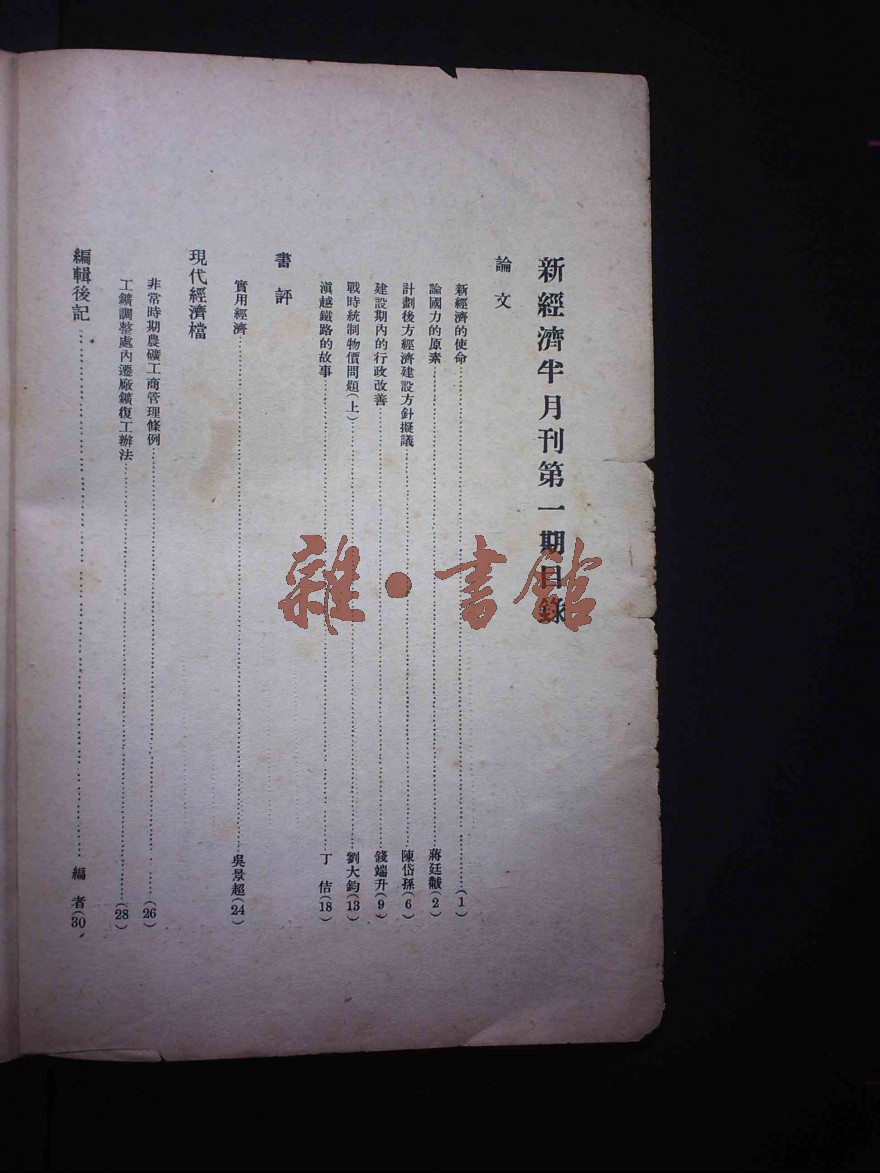 新經濟半月刊第一期目錄
論文
新經濟的使命……(1)
論國力的原素……蔣廷黻(2)
計劃後方經濟建設方針擬議……陳岱孫(6)
建設期內的行政改善……錢端升(9)
戰時統制物價問題(上)……劉大鈞(13)
滇越鐵路的故事……丁佶(18)
書評
實用經濟……吳景超(24)
現代經濟檔
非常時期農礦工商管理條例……(26)
工鑛調整處內遷廠鑛復工辦法……(28)
編輯後記……編者(30)
雜·書館